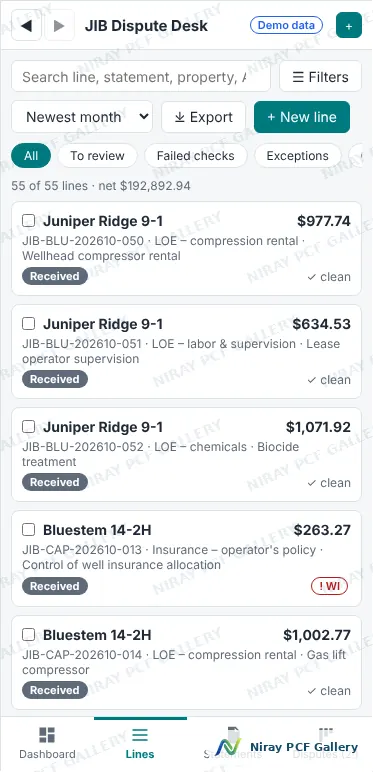 JIB Dispute Desk
Demo data
+
Search line, statement, property, A
☰ Filters
Newest month
Export
+ New line
All
To review
Failed checks
Exceptions
55 of 55 lines · net $192,892.94
Juniper Ridge 9-1
$977.74
JIB-BLU-202610-050 · LOE – compression rental ·
Wellhead compressor rental
Received
✓ clean
Juniper Ridge 9-1
$634.53
JIB-BLU-202610-051 · LOE – labor & supervision · Lease
operator supervision
Received
✓ clean
Juniper Ridge 9-1
$1,071.92
JIB-BLU-202610-052 · LOE – chemicals · Biocide
treatment
Received
✓ clean
Bluestem 14-2H
$263.27
JIB-CAP-202610-013 · Insurance – operator's policy ·
Control of well insurance allocation
Received
! WI
Bluestem 14-2H
$1,002.77
JIB-CAP-202610-014 · LOE – compression rental · Gas lift
compressor
Received
✓ clean
Dashboard
Lines
Niray PCF Gallery
NIRAY PCF GALLERY